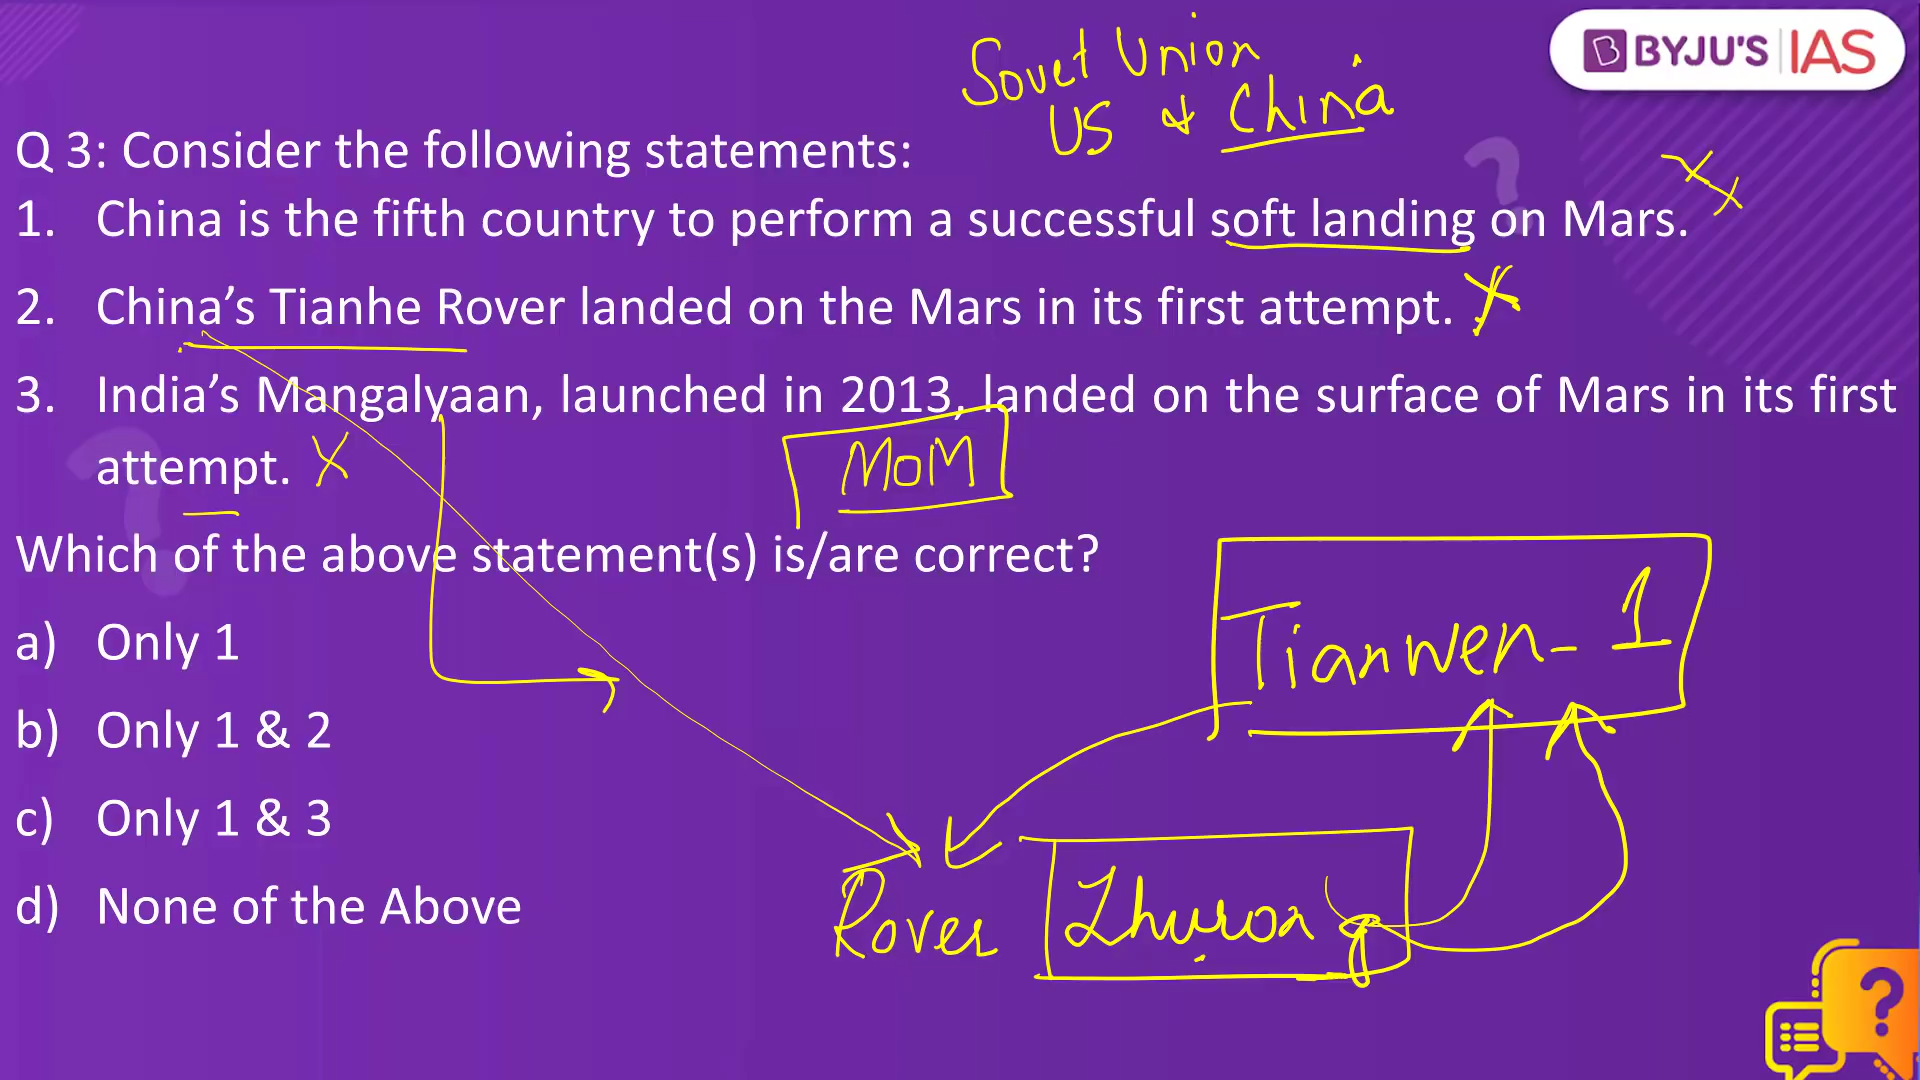 Sovet Union
US & China
BYJU'S IAS
Q 3: Consider the following statements:
1. China is the fifth country to perform a successful soft landing on Mars.
2. China's Tianhe Rover landed on the Mars in its first attempt.
3. India's Mangalyaan, launched in 2013, landed on the surface of Mars in its first
attempt.
MOM
Which of the above statement(s) is/are correct?
a) Only 1
b) Only 1 & 2
c) Only 1 & 3
d) None of the Above
Tianwen-1
Rover Zhurong